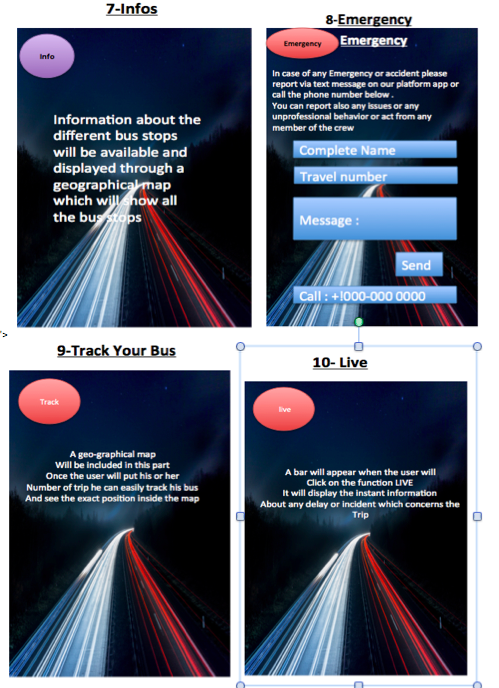 7-Infos
Info
Information about the
different bus stops
will be available and
displayed through a
geographical map
which will show all
the bus stops
8-Emergency
Emergency
Emergency
In case of any Emergency or accident please
report via text message on our platform app or
call the phone number below .
You can report also any issues or any
unprofessional behavior or act from any
member of the crew
Complete Name
Travel number
Message :
Send
Call : +!000-000 0000
">
9-Track Your Bus
Track
A geo-graphical map
Will be included in this part
Once the user will put his or her
Number of trip he can easily track his bus
And see the exact position inside the map
10- Live
live
A bar will appear when the user will
Click on the function LIVE
It will display the instant information
About any delay or incident which concerns the
Trip